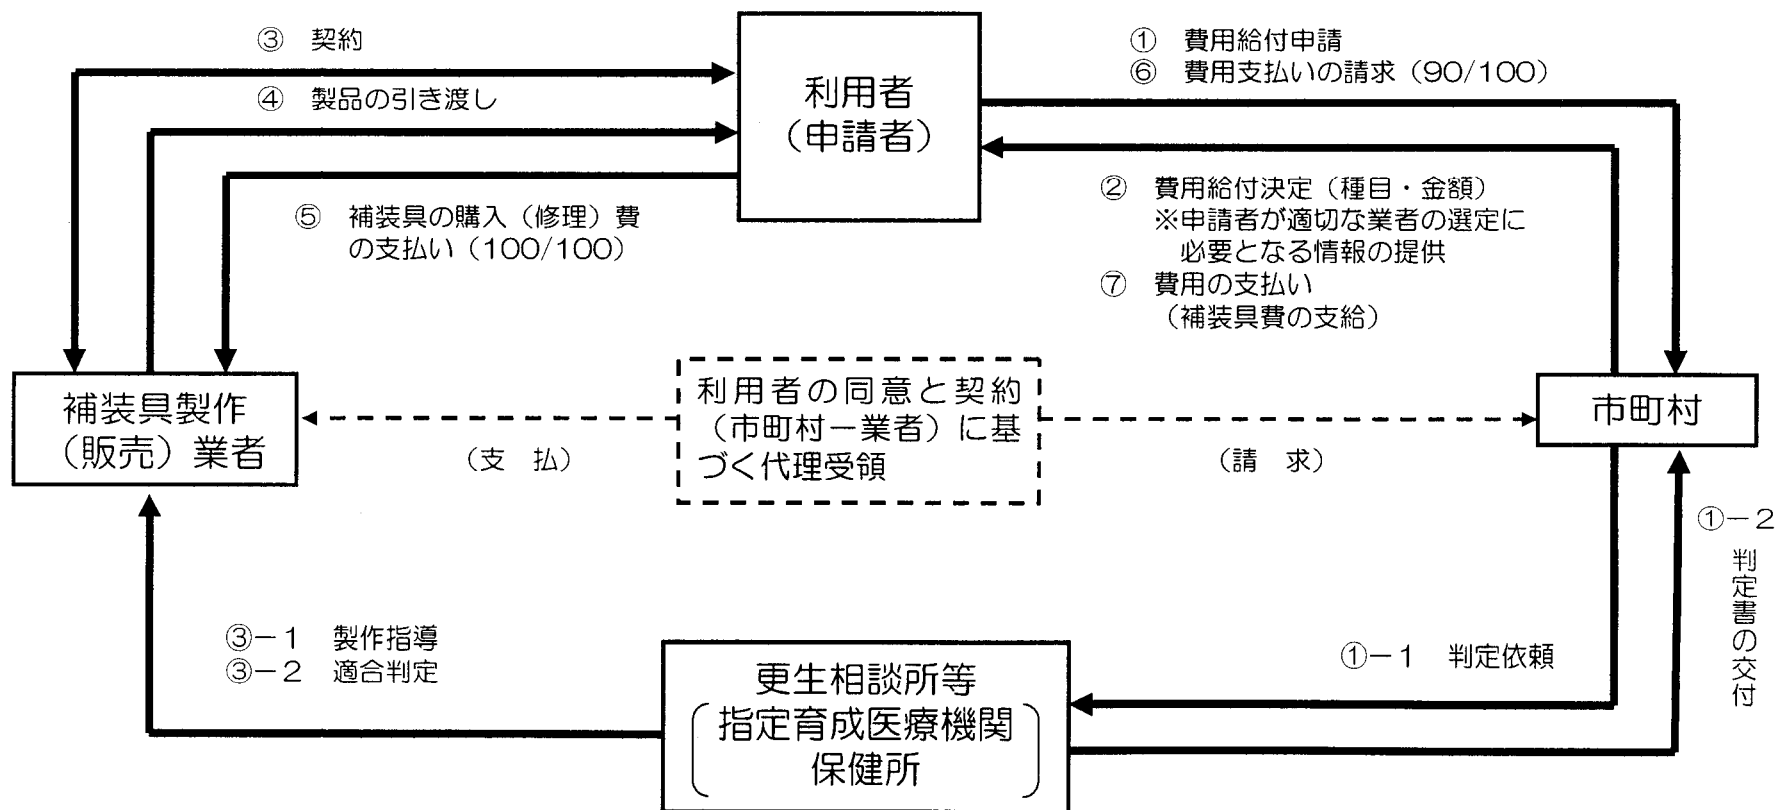 ③ 契約
④ 製品の引き渡し
⑤ 補装具の購入（修理）費
の支払い（100/100）
利用者
（申請者）
① 費用給付申請
⑥ 費用支払いの請求（90/100）
② 費用給付決定（種目・金額）
※申請者が適切な業者の選定に
必要となる情報の提供
⑦ 費用の支払い
（補装具費の支給）
補装具製作
（販売）業者
（支 払）
利用者の同意と契約
（市町村－業者）に基
づく代理受領
（請 求）
市町村
③－1 製作指導
③－2 適合判定
更生相談所等
指定育成医療機関
保健所
①－1 判定依頼
①－2
判定書の交付